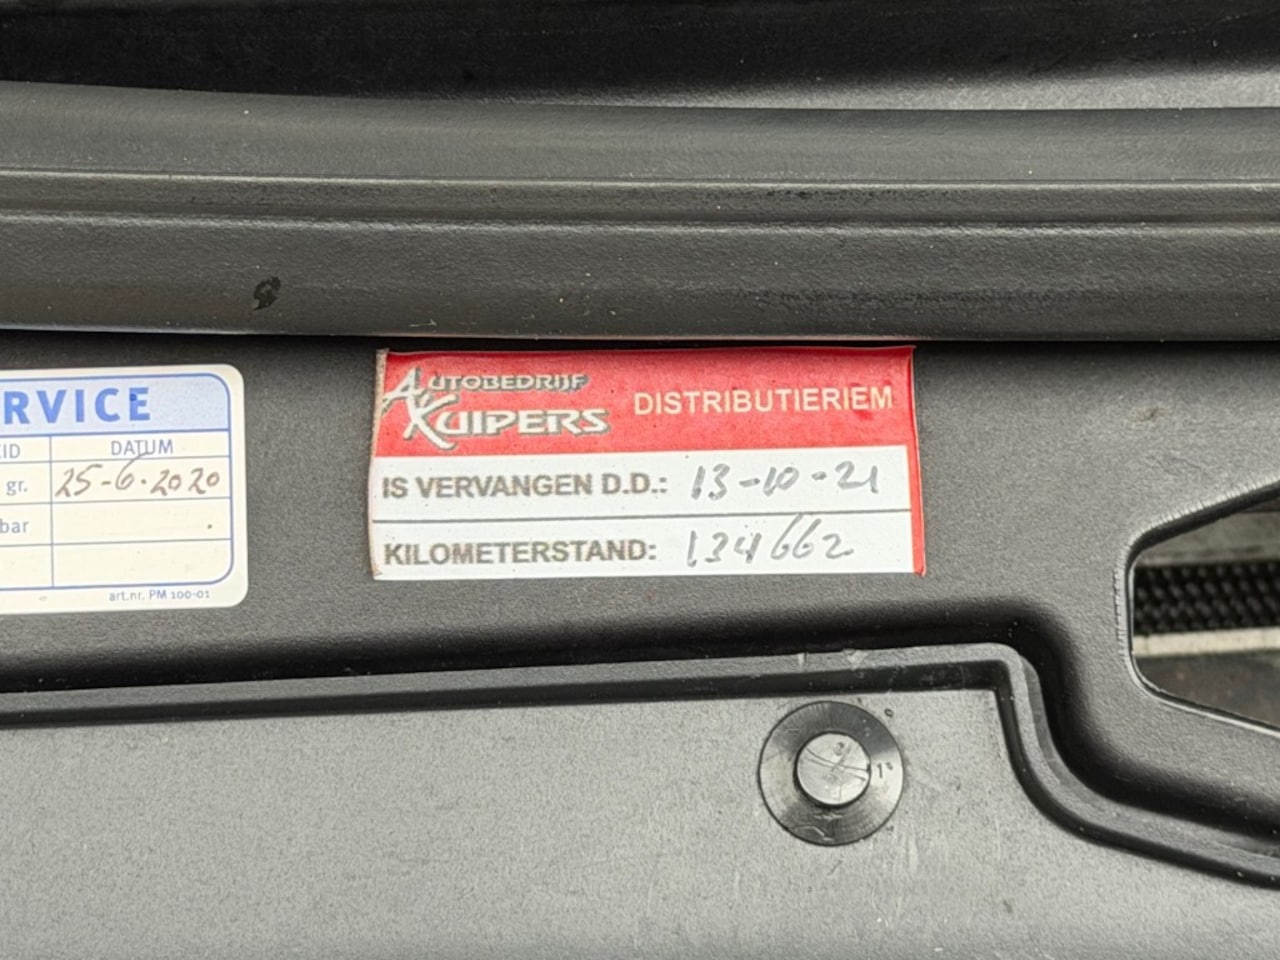 RVICE
ID DATUM
gr. 25-6-2020
bar
art.nr. PM 100-01
AUTOBEDRIJF
KUIPERS
DISTRIBUTIERIEM
IS VERVANGEN D.D.: 13-10-21
KILOMETERSTAND: 134662